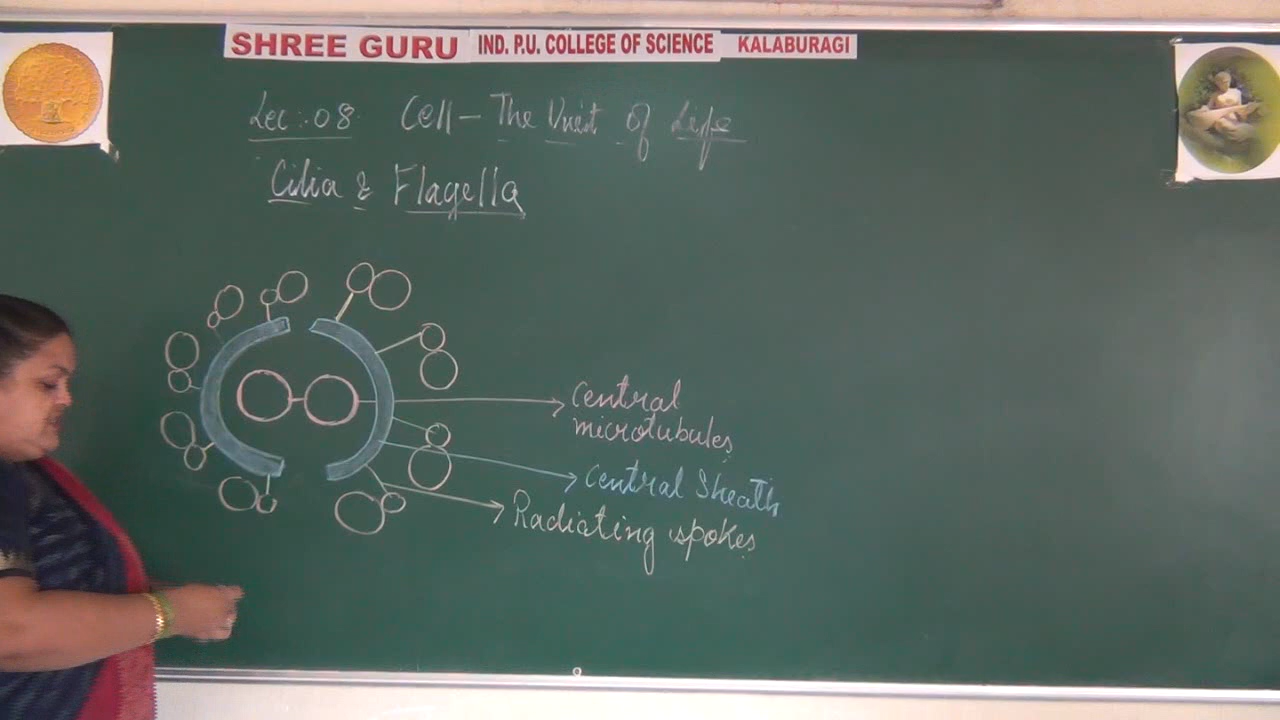 SHREE GURU IND. P.U. COLLEGE OF SCIENCE KALABURAGI
Lec:-08 Cell - The Unit of Life
Cilia & Flagella
Central
microtubules
Central Sheath
Radiating spokes